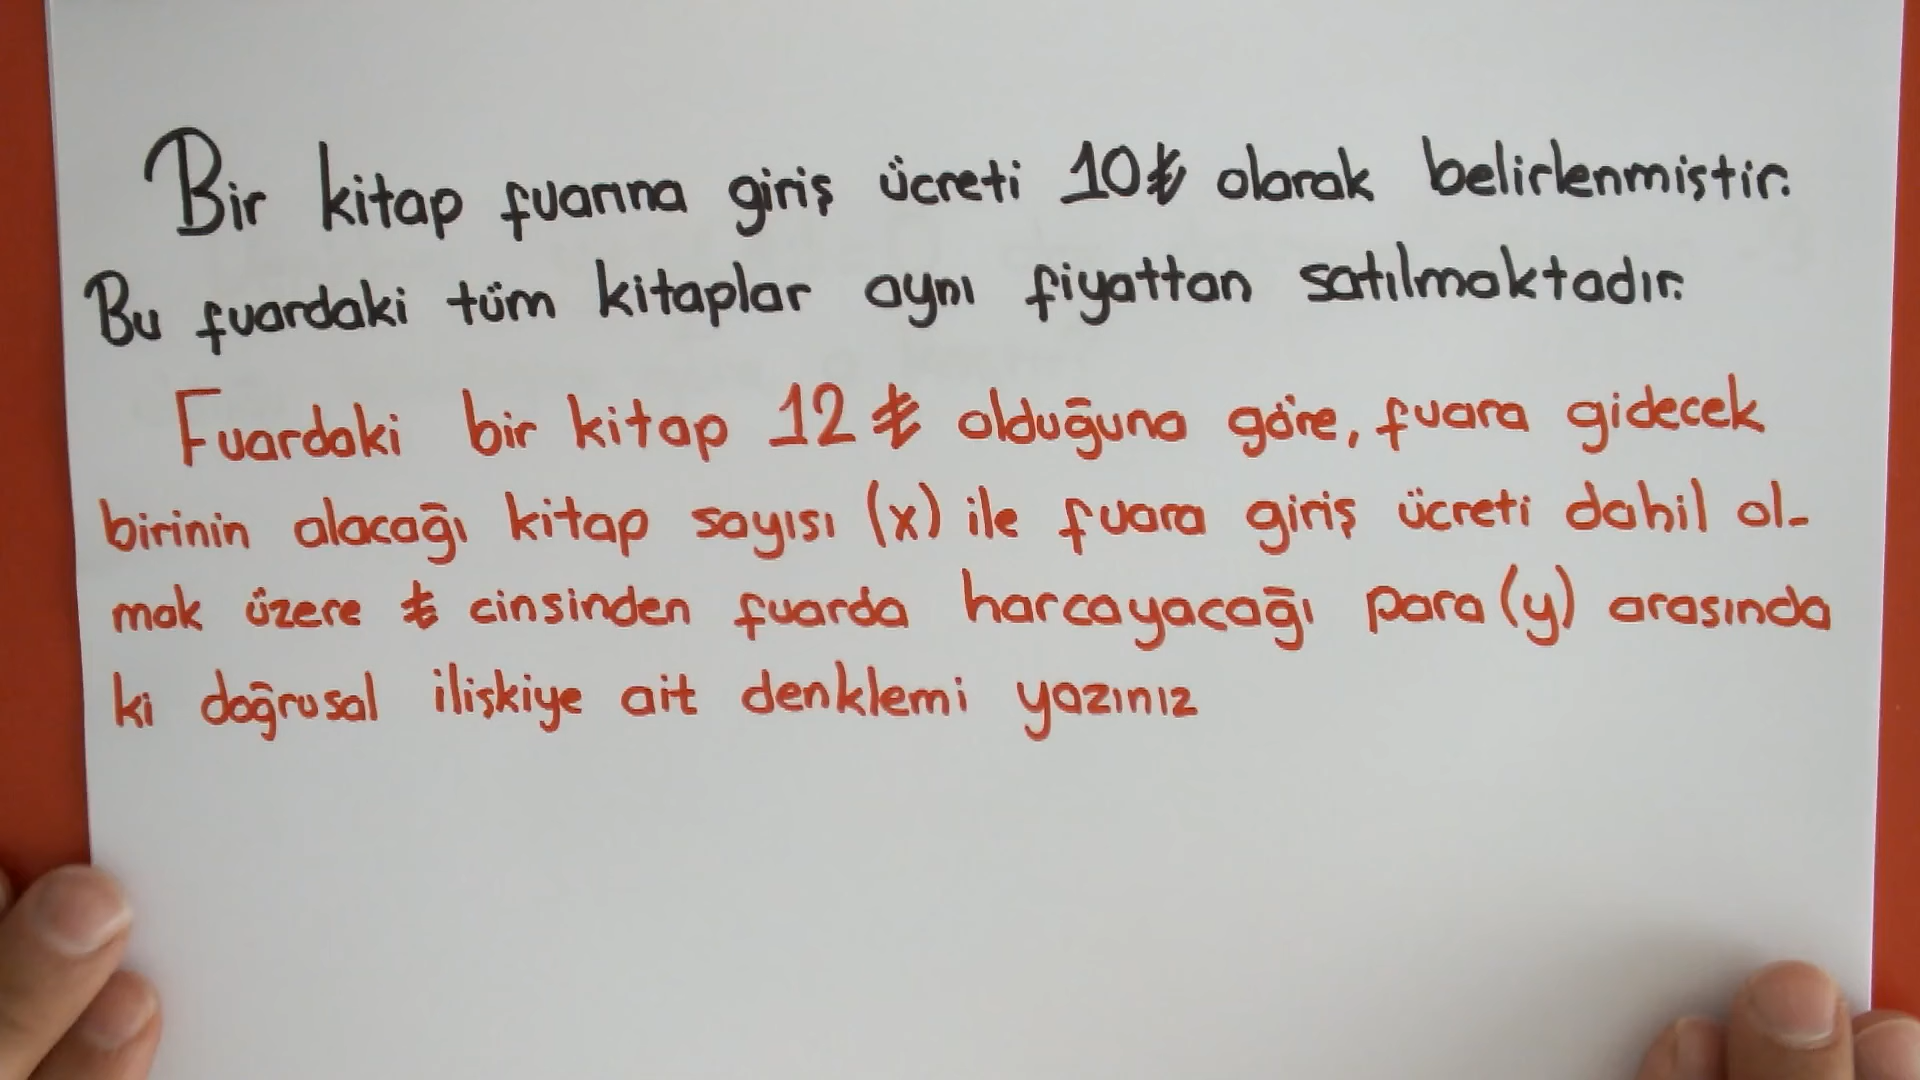 Bir kitap fuarına giriş ücreti 10₺ olarak belirlenmiştir.
Bu fuardaki tüm kitaplar aynı fiyattan satılmaktadır.
Fuardaki bir kitap 12 ₺ olduğuna göre, fuara gidecek
birinin alacağı kitap sayısı (x) ile fuara giriş ücreti dahil ol-
mak üzere ₺ cinsinden fuarda harcayacağı para (y) arasında
ki doğrusal ilişkiye ait denklemi yazınız